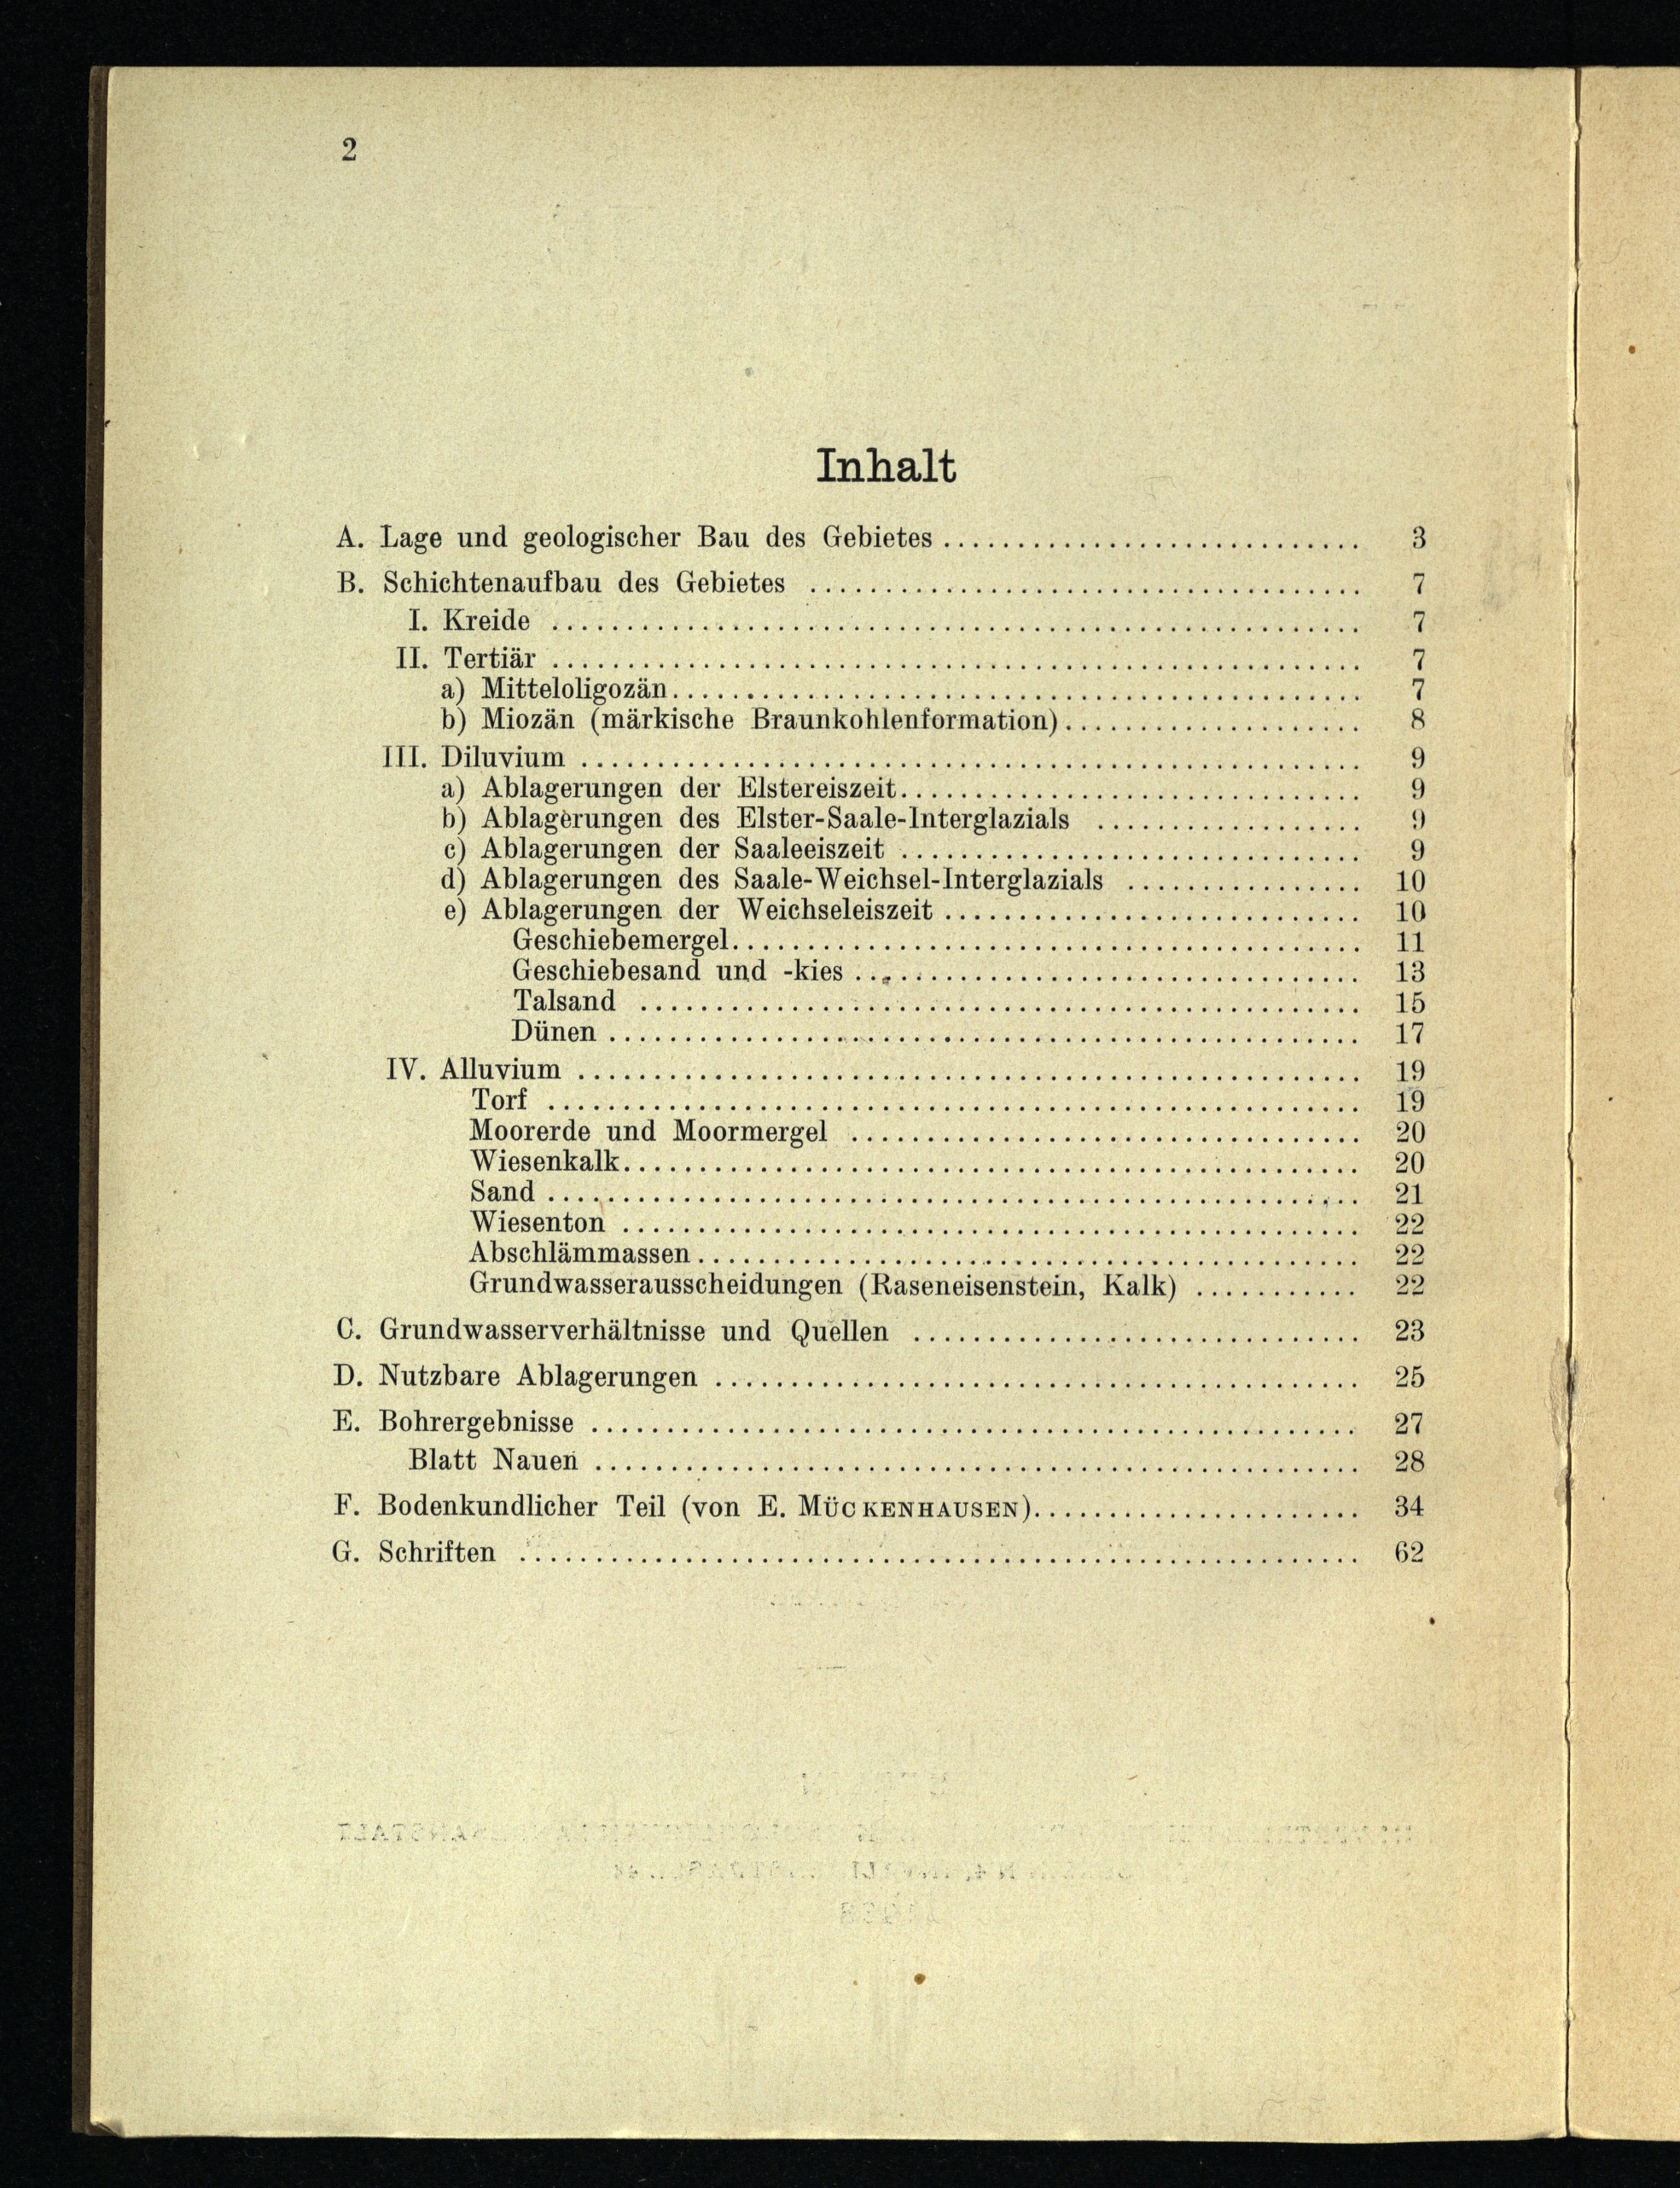 2
Inhalt
A. Lage und geologischer Bau des Gebietes ............................ 3
B. Schichtenaufbau des Gebietes ..................................... 7
I. Kreide ...................................................... 7
II. Tertiär ...................................................... 7
a) Mitteloligozän.............................................. 7
b) Miozän (märkische Braunkohlenformation).................... 8
III. Diluvium .................................................... 9
a) Ablagerungen der Elstereiszeit............................... 9
b) Ablagerungen des Elster-Saale-Interglazials .................. 9
c) Ablagerungen der Saaleeiszeit ............................... 9
d) Ablagerungen des Saale-Weichsel-Interglazials ................ 10
e) Ablagerungen der Weichseleiszeit ............................ 10
Geschiebemergel.......................................... 11
Geschiebesand und -kies .................................. 13
Talsand ................................................ 15
Dünen .................................................. 17
IV. Alluvium .................................................... 19
Torf ...................................................... 19
Moorerde und Moormergel .................................. 20
Wiesenkalk................................................. 20
Sand ...................................................... 21
Wiesenton ................................................. 22
Abschlämmassen............................................ 22
Grundwasserausscheidungen (Raseneisenstein, Kalk) ........... 22
C. Grundwasserverhältnisse und Quellen .............................. 23
D. Nutzbare Ablagerungen ........................................... 25
E. Bohrergebnisse ................................................... 27
Blatt Nauen ................................................... 28
F. Bodenkundlicher Teil (von E. MÜCKENHAUSEN)...................... 34
G. Schriften ........................................................ 62